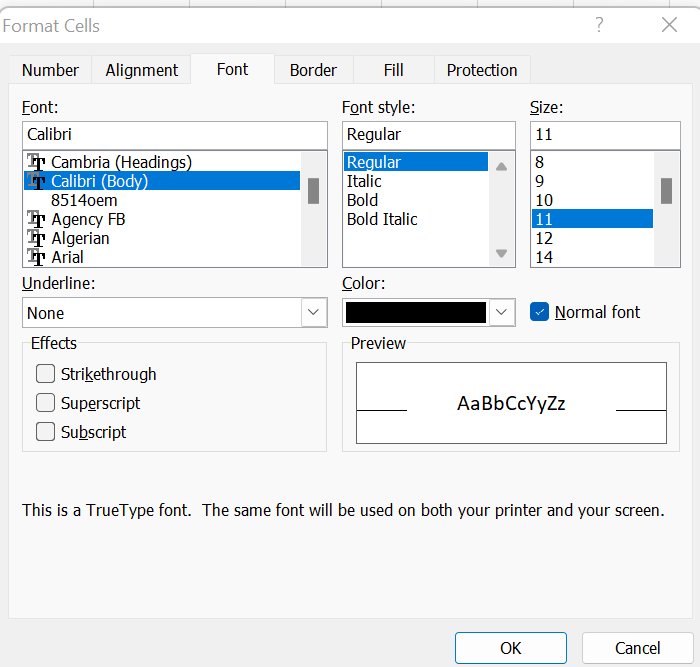 Format Cells ?
Number Alignment Font Border Fill Protection
Font: Font style: Size:
Calibri Regular 11
Cambria (Headings) Regular 8
Calibri (Body) Italic 9
8514oem Bold 10
Agency FB Bold Italic 11
Algerian 12
Arial 14
Underline: Color:
None Normal font
Effects Preview
Strikethrough
Superscript AaBbCcYyZz
Subscript
This is a TrueType font.  The same font will be used on both your printer and your screen.
OK Cancel